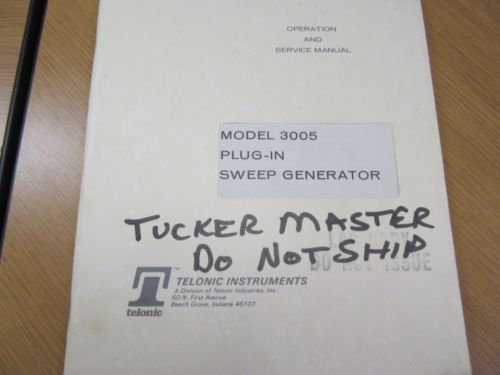 OPERATION
AND
SERVICE MANUAL
MODEL 3005
PLUG-IN
SWEEP GENERATOR
TUCKER MASTER
DO NOT SHIP
DO NOT ISSUE
TM
TELONIC INSTRUMENTS
A Division of Telonic Industries, Inc.
60 N. First Avenue
Beech Grove, Indiana 46107
telonic